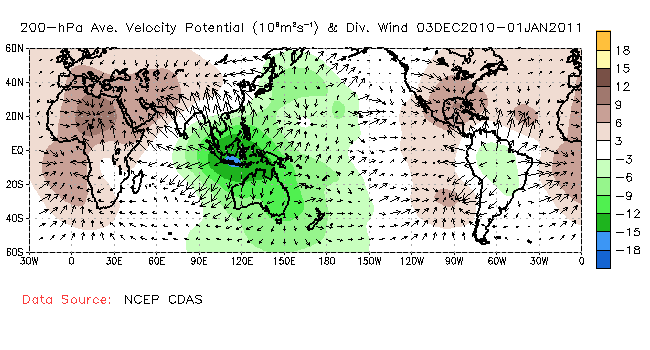 200-hPa Ave. Velocity Potential (10⁶m²s⁻¹) & Div. Wind 03DEC2010-01JAN2011
60N
40N
20N
EQ
20S
40S
60S
30W 0 30E 60E 90E 120E 150E 180 150W 120W 90W 60W 30W 0
18
15
12
9
6
3
-3
-6
-9
-12
-15
-18
Data Source: NCEP CDAS